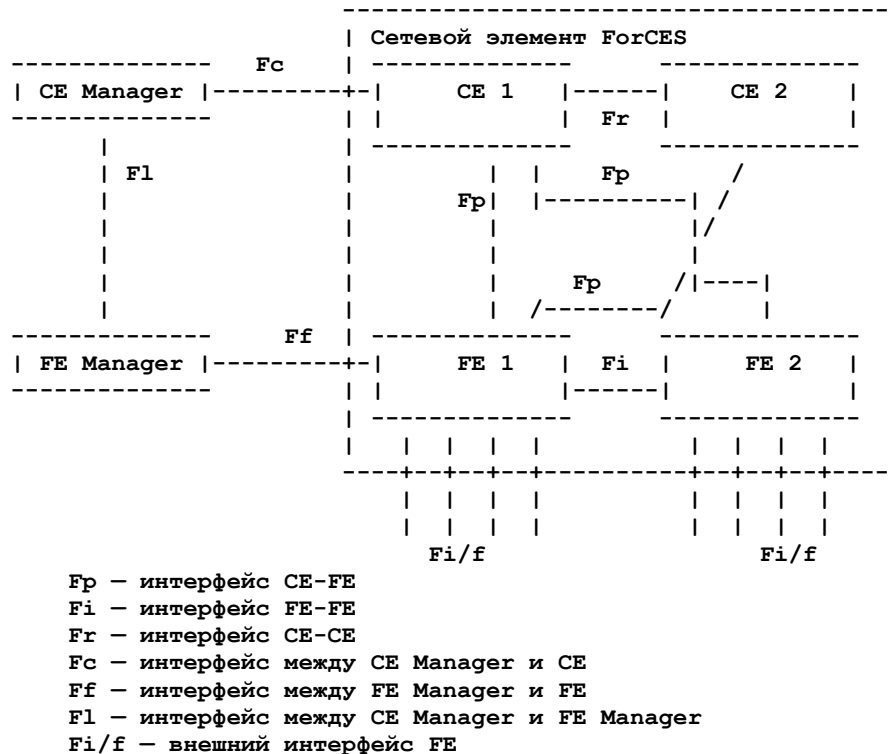 Сетевой элемент ForCES
Fc
CE Manager CE 1 CE 2
Fr
Fl Fp
Fp
Fp
Ff
FE Manager FE 1 Fi FE 2
Fi/f Fi/f
Fp — интерфейс CE-FE
Fi — интерфейс FE-FE
Fr — интерфейс CE-CE
Fc — интерфейс между CE Manager и CE
Ff — интерфейс между FE Manager и FE
Fl — интерфейс между CE Manager и FE Manager
Fi/f — внешний интерфейс FE